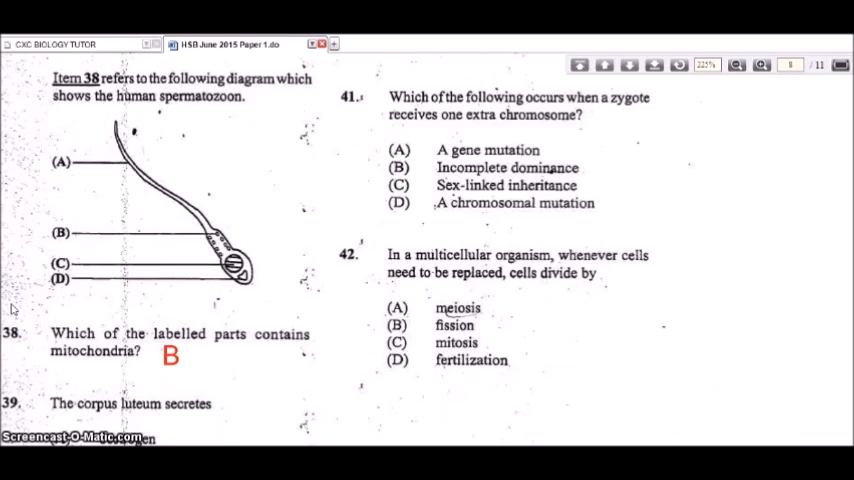 CXC BIOLOGY TUTOR
HSB June 2015 Paper 1.do
225%
8 / 11
Item 38 refers to the following diagram which
shows the human spermatozoon.
(A)
(B)
(C)
(D)
38. Which of the labelled parts contains
mitochondria? B
39. The corpus luteum secretes
Screencast-O-Matic.com
41. Which of the following occurs when a zygote
receives one extra chromosome?
(A) A gene mutation
(B) Incomplete dominance
(C) Sex-linked inheritance
(D) A chromosomal mutation
42. In a multicellular organism, whenever cells
need to be replaced, cells divide by
(A) meiosis
(B) fission
(C) mitosis
(D) fertilization